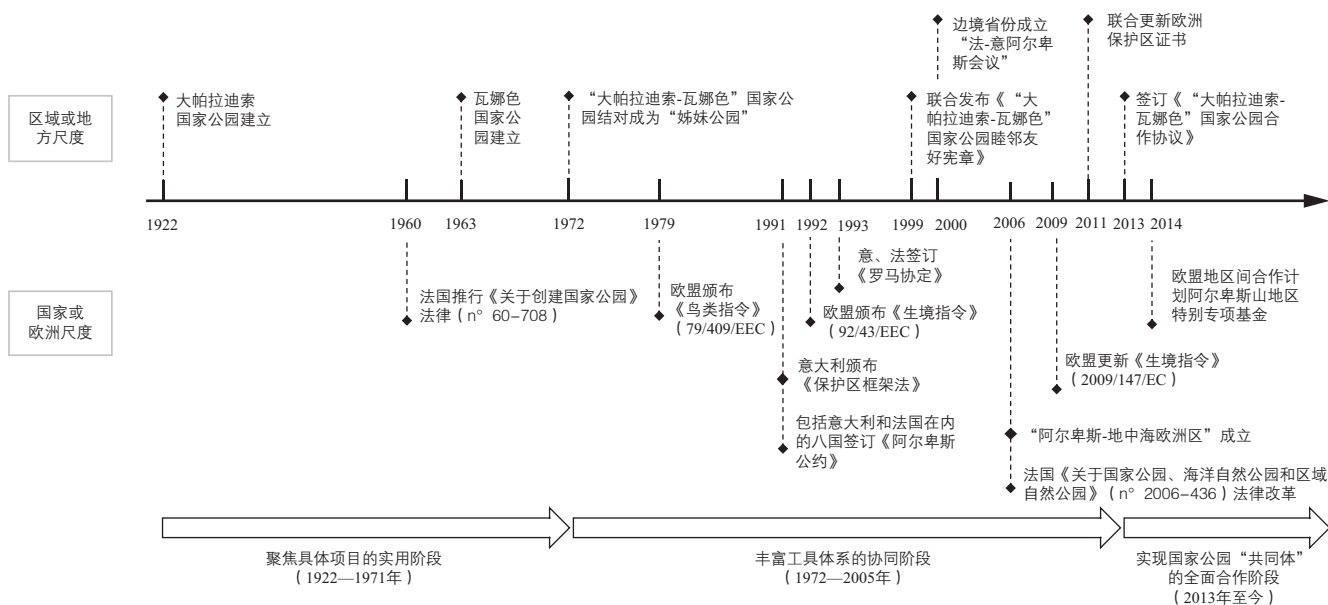 区域或地
方尺度
大帕拉迪索
国家公园建立
瓦娜色
国家公
园建立
“大帕拉迪索-瓦娜色”国家公
园结对成为“姊妹公园”
边境省份成立
“法-意阿尔卑
斯会议”
联合发布《“大
帕拉迪索-瓦娜色”
国家公园睦邻友
好宪章》
联合更新欧洲
保护区证书
签订《“大帕拉迪索-
瓦娜色”国家公园合
作协议》
1922
1960
1963
1972
1979
1991
1992
1993
1999
2000
2006
2009
2011
2013
2014
国家或
欧洲尺度
法国推行《关于创建国家公园》
法律(n° 60-708)
欧盟颁布
《鸟类指令》
(79/409/EEC)
意大利颁布
《保护区框架法》
包括意大利和法国在内
的八国签订《阿尔卑斯
公约》
欧盟颁布《生境指令》
(92/43/EEC)
意、法签订
《罗马协定》
“阿尔卑斯-地中海欧洲区”成立
法国《关于国家公园、海洋自然公园和区域
自然公园》(n° 2006-436)法律改革
欧盟更新《生境指令》
(2009/147/EC)
欧盟地区间合作计
划阿尔卑斯山地区
特别专项基金
聚焦具体项目的实用阶段
(1922—1971年)
丰富工具体系的协同阶段
(1972—2005年)
实现国家公园“共同体”
的全面合作阶段
(2013年至今)